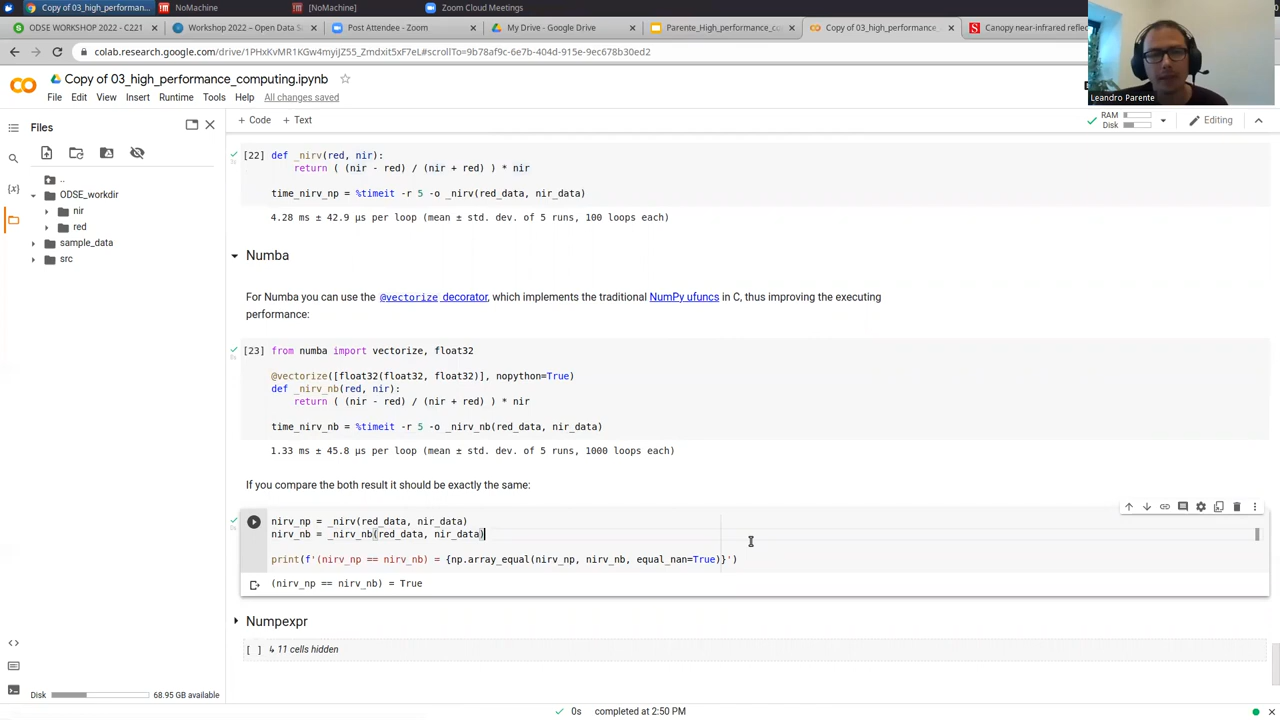 Copy of 03_high_performanc…
NoMachine
[NoMachine]
Zoom Cloud Meetings
ODSE WORKSHOP 2022 - C221
Workshop 2022 – Open Data S
Post Attendee - Zoom
My Drive - Google Drive
Parente_High_performance_co
Copy of 03_high_performance_
Canopy near-infrared reflec
colab.research.google.com/drive/1PHxKvMR1KGw4myiJZ55_Zmdxit5xF7eL#scrollTo=9b78af9c-6e7b-404d-915e-9ec678b30ed2
Leandro Parente
Copy of 03_high_performance_computing.ipynb
File Edit View Insert Runtime Tools Help All changes saved
Files
+ Code + Text
RAM
Disk
Editing
..
ODSE_workdir
nir
red
sample_data
src
Disk
68.95 GB available
[22] def _nirv(red, nir):
return ( (nir - red) / (nir + red) ) * nir
time_nirv_np = %timeit -r 5 -o _nirv(red_data, nir_data)
4.28 ms ± 42.9 µs per loop (mean ± std. dev. of 5 runs, 100 loops each)
Numba
For Numba you can use the @vectorize decorator, which implements the traditional NumPy ufuncs in C, thus improving the executing
performance:
[23] from numba import vectorize, float32
@vectorize([float32(float32, float32)], nopython=True)
def _nirv_nb(red, nir):
return ( (nir - red) / (nir + red) ) * nir
time_nirv_nb = %timeit -r 5 -o _nirv_nb(red_data, nir_data)
1.33 ms ± 45.8 µs per loop (mean ± std. dev. of 5 runs, 1000 loops each)
If you compare the both result it should be exactly the same:
nirv_np = _nirv(red_data, nir_data)
nirv_nb = _nirv_nb(red_data, nir_data)
print(f'(nirv_np == nirv_nb) = {np.array_equal(nirv_np, nirv_nb, equal_nan=True)}')
(nirv_np == nirv_nb) = True
Numpexpr
[ ] ↳ 11 cells hidden
0s completed at 2:50 PM